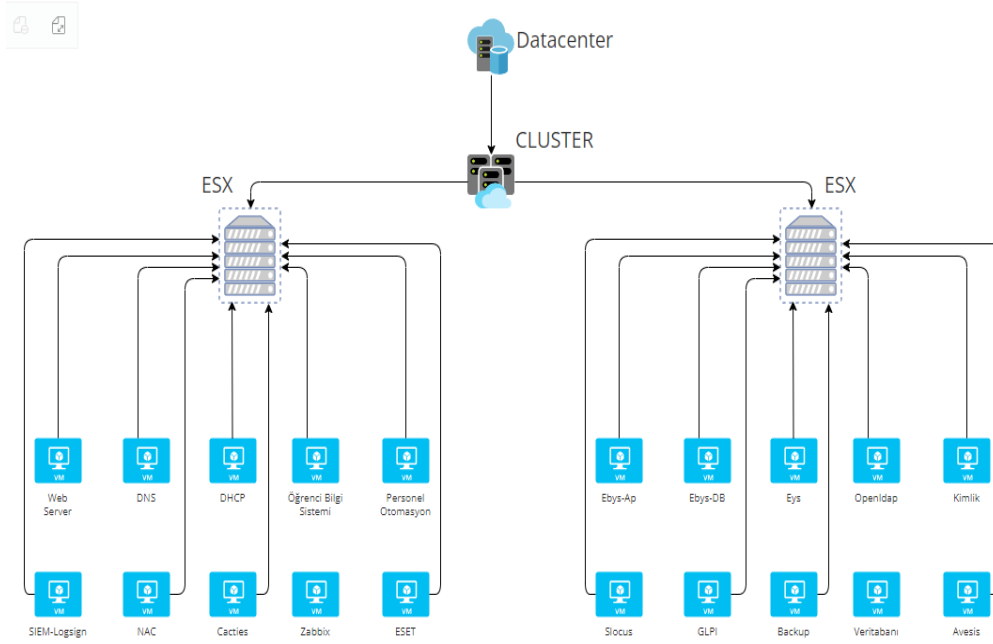 Datacenter
CLUSTER
ESX
ESX
VM
VM
VM
VM
VM
VM
VM
VM
VM
VM
Web
Server
DNS
DHCP
Öğrenci Bilgi
Sistemi
Personel
Otomasyon
Ebys-Ap
Ebys-DB
Eys
Openldap
Kimlik
VM
VM
VM
VM
VM
VM
VM
VM
VM
VM
SIEM-Logsign
NAC
Cacties
Zabbix
ESET
Slocus
GLPI
Backup
Veritabanı
Avesis